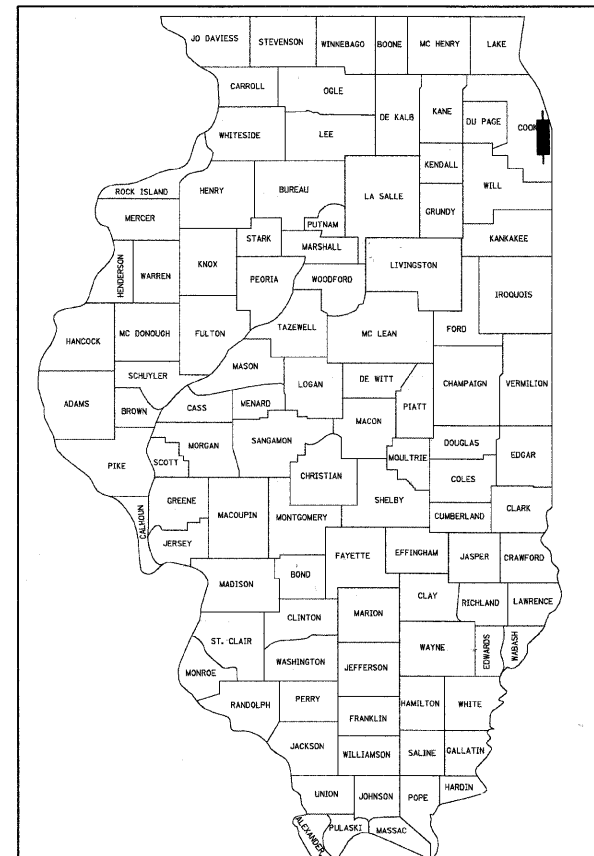 JO DAVIESS
STEVENSON
WINNEBAGO
BOONE
MC HENRY
LAKE
CARROLL
OGLE
DE KALB
KANE
DU PAGE
COOK
WHITESIDE
LEE
KENDALL
WILL
ROCK ISLAND
HENRY
BUREAU
LA SALLE
GRUNDY
MERCER
PUTNAM
STARK
MARSHALL
KANKAKEE
HENDERSON
WARREN
KNOX
PEORIA
WOODFORD
LIVINGSTON
IROQUOIS
HANCOCK
MC DONOUGH
FULTON
TAZEWELL
MC LEAN
FORD
SCHUYLER
MASON
LOGAN
DE WITT
CHAMPAIGN
VERMILION
ADAMS
BROWN
CASS
MENARD
MACON
PIATT
PIKE
SCOTT
MORGAN
SANGAMON
CHRISTIAN
MOULTRIE
DOUGLAS
EDGAR
COLES
CALHOUN
GREENE
MACOUPIN
MONTGOMERY
SHELBY
CUMBERLAND
CLARK
JERSEY
FAYETTE
EFFINGHAM
JASPER
CRAWFORD
MADISON
BOND
CLAY
RICHLAND
LAWRENCE
CLINTON
MARION
ST. CLAIR
WAYNE
EDWARDS
WABASH
MONROE
WASHINGTON
JEFFERSON
RANDOLPH
PERRY
HAMILTON
WHITE
FRANKLIN
JACKSON
WILLIAMSON
SALINE
GALLATIN
UNION
JOHNSON
POPE
HARDIN
ALEXANDER
PULASKI
MASSAC